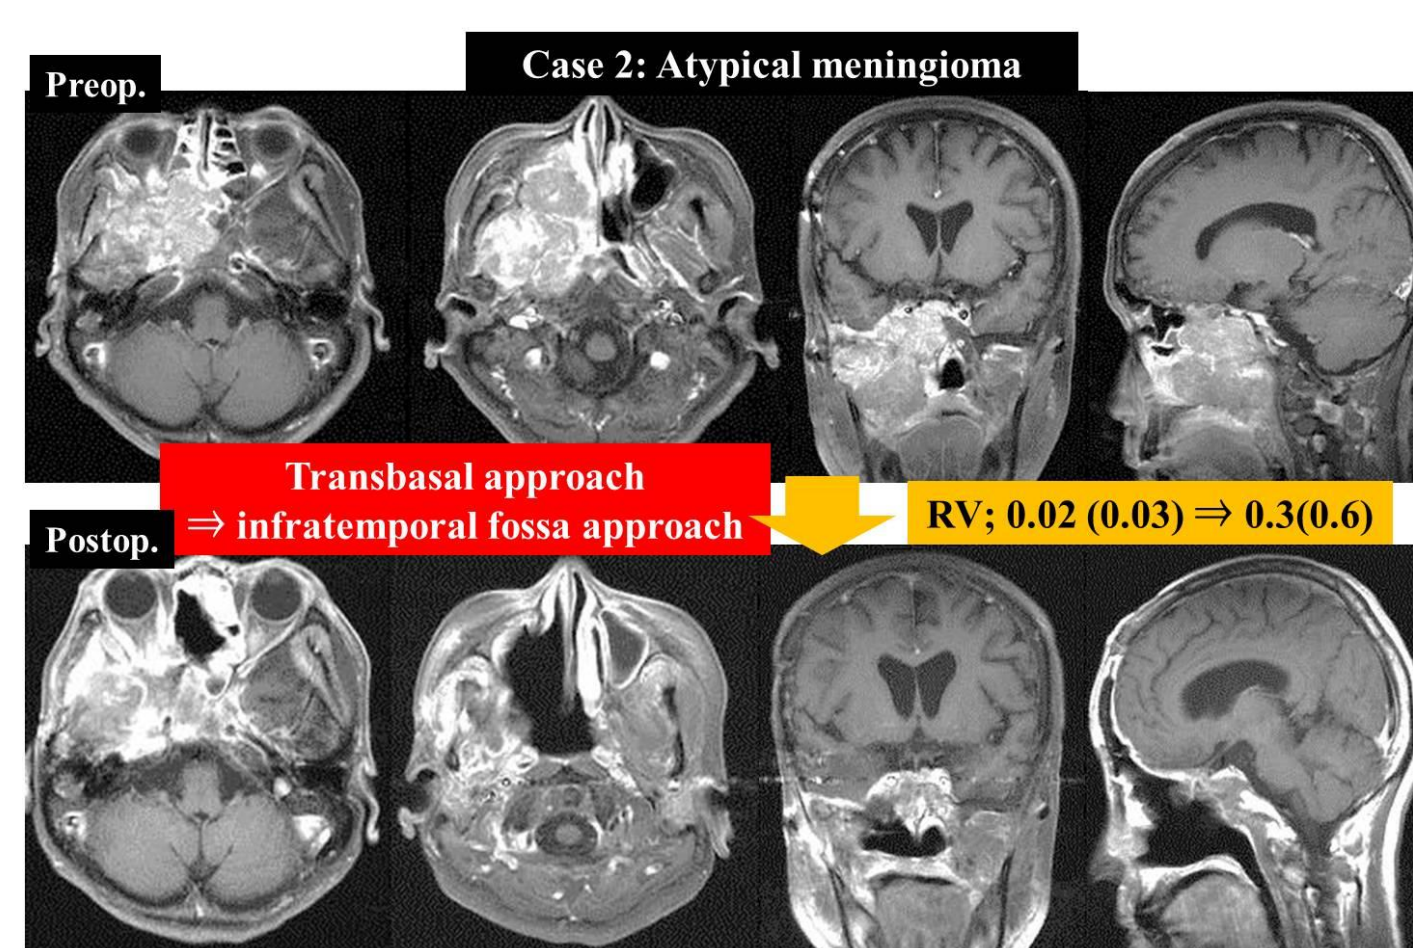 Case 2: Atypical meningioma
Preop.
Transbasal approach
⇒ infratemporal fossa approach
RV; 0.02 (0.03) ⇒ 0.3(0.6)
Postop.